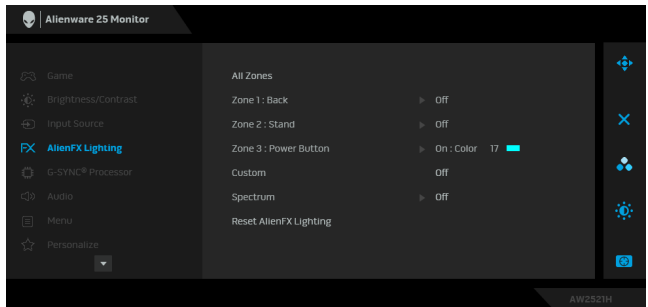 Alienware 25 Monitor
Game
Brightness/Contrast
Input Source
FX AlienFX Lighting
G-SYNC® Processor
Audio
Menu
Personalize
All Zones
Zone 1 : Back Off
Zone 2 : Stand Off
Zone 3 : Power Button On : Color 17
Custom Off
Spectrum Off
Reset AlienFX Lighting
AW2521H